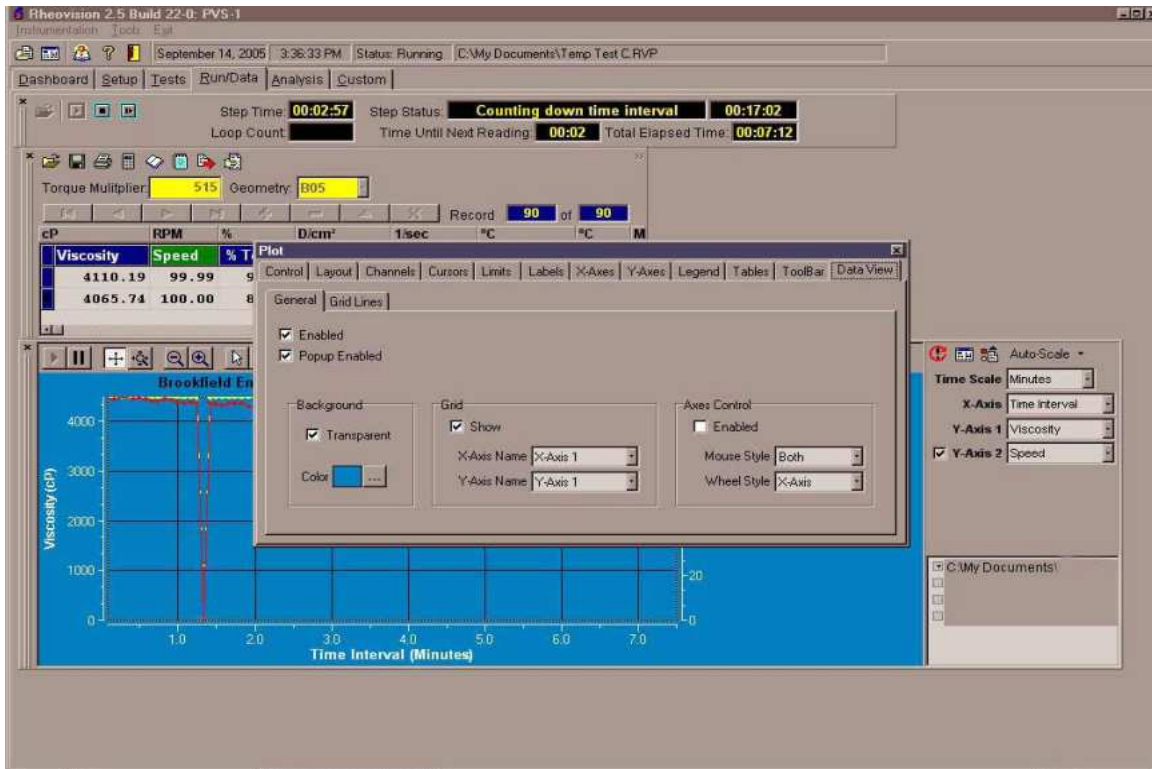 Rheovision 2.5 Build 22-0: PVS-1
Instrumentation Tools Exit
September 14, 2005 3:36:33 PM Status: Running C:\My Documents\Temp Test C.RVP
Dashboard Setup Tests Run/Data Analysis Custom
Step Time: 00:02:57 Step Status: Counting down time interval 00:17:02
Loop Count: Time Until Next Reading: 00:02 Total Elapsed Time: 00:07:12
Torque Mulitplier: 515 Geometry: B05
Record 90 of 90
cP RPM % D/cm² 1/sec °C °C M
Viscosity Speed % T
4110.19 99.99 9
4065.74 100.00 8
Plot
Control Layout Channels Cursors Limits Labels X-Axes Y-Axes Legend Tables ToolBar Data View
General Grid Lines
Enabled
Popup Enabled
Background
Transparent
Color ...
Grid
Show
X-Axis Name X-Axis 1
Y-Axis Name Y-Axis 1
Axes Control
Enabled
Mouse Style Both
Wheel Style X-Axis
Auto-Scale
Time Scale Minutes
X-Axis Time Interval
Y-Axis 1 Viscosity
Y-Axis 2 Speed
C:\My Documents\
Brookfield En
Viscosity (cP)
4000
3000
2000
1000
0
20
0
1.0 2.0 3.0 4.0 5.0 6.0 7.0
Time Interval (Minutes)